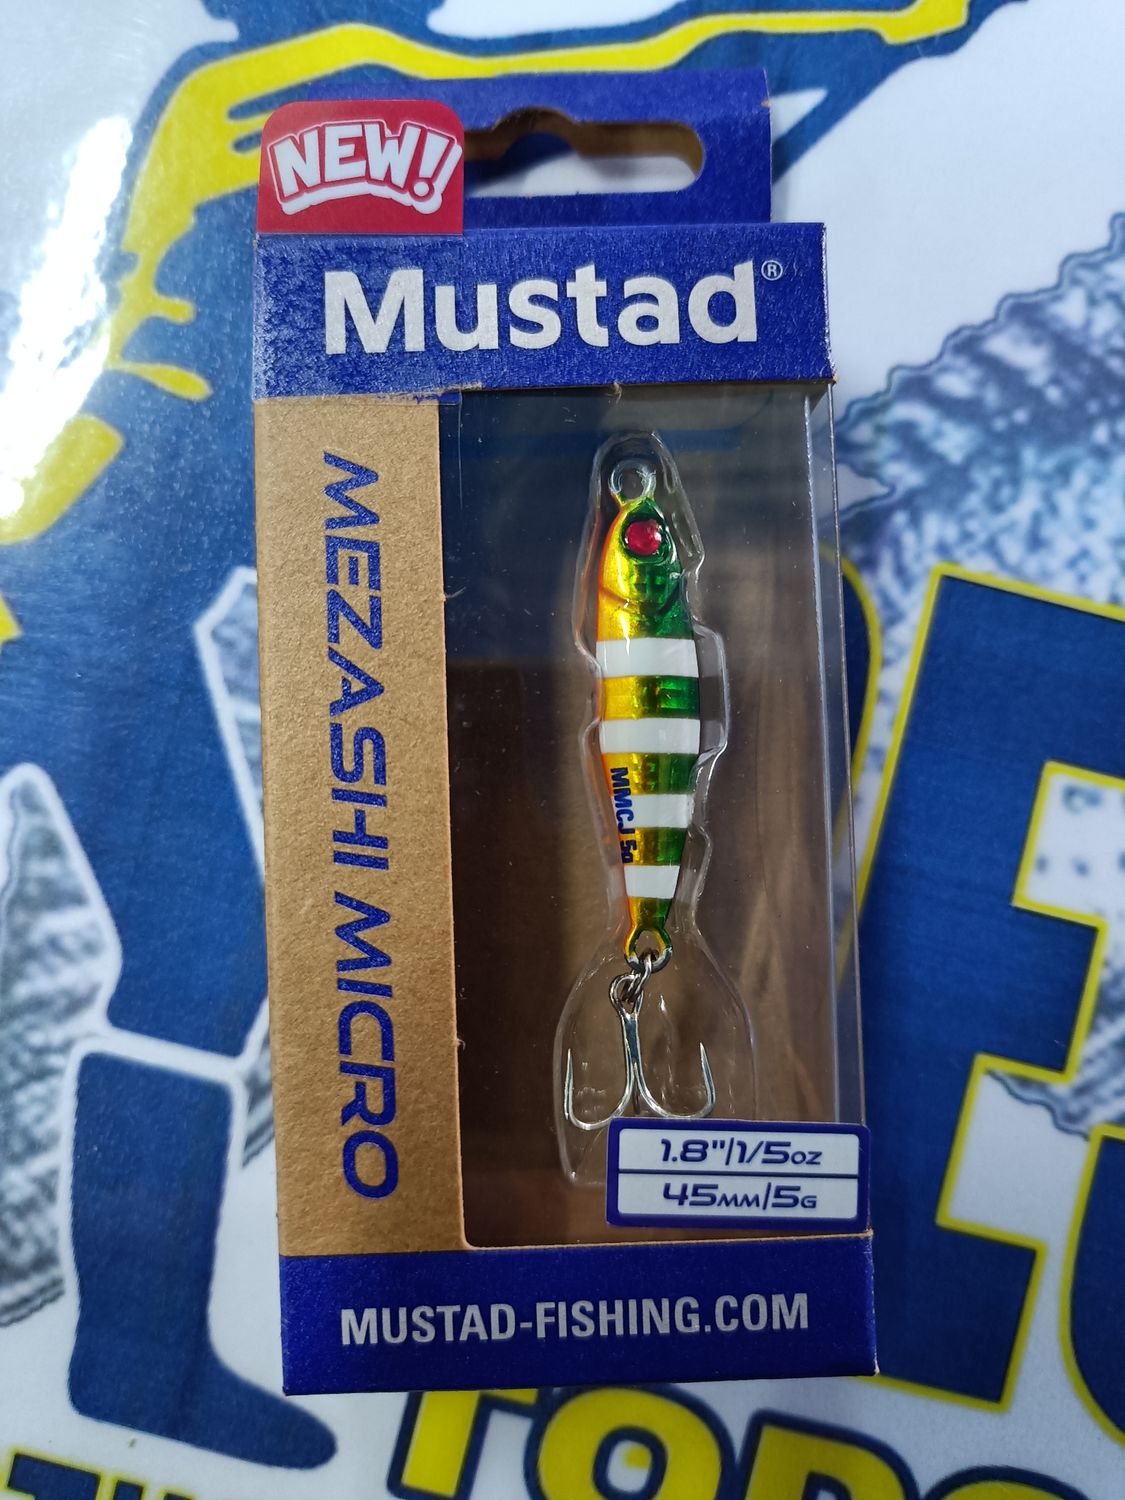 NEW!!
Mustad®
MEZASHI MICRO
MMCJ 5g
1.8"/1/5oz
45mm/5g
MUSTAD-FISHING.COM